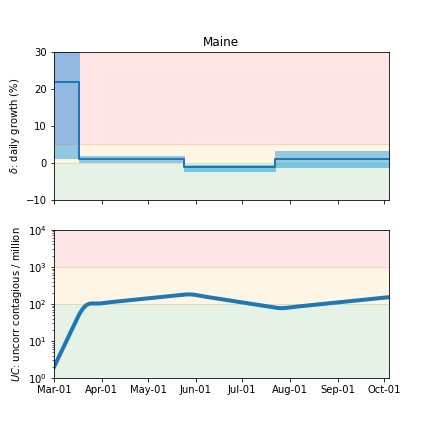 Maine
δ: daily growth (%)
30
20
10
0
−10
UC: uncorr contagious / million
10⁴
10³
10²
10¹
10⁰
Mar-01 Apr-01 May-01 Jun-01 Jul-01 Aug-01 Sep-01 Oct-01